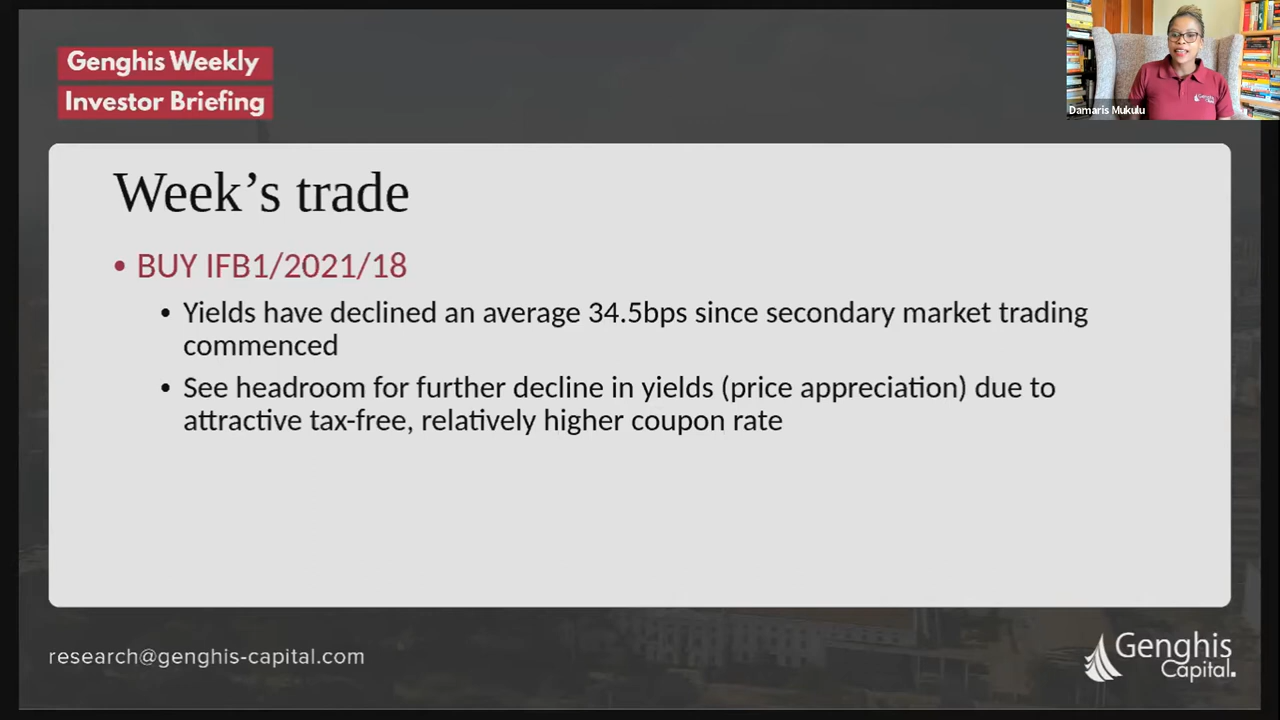 Genghis Weekly
Investor Briefing
Damaris Mukulu
Genghis
Week’s trade
• BUY IFB1/2021/18
• Yields have declined an average 34.5bps since secondary market trading
commenced
• See headroom for further decline in yields (price appreciation) due to
attractive tax-free, relatively higher coupon rate
research@genghis-capital.com
Genghis
Capital.